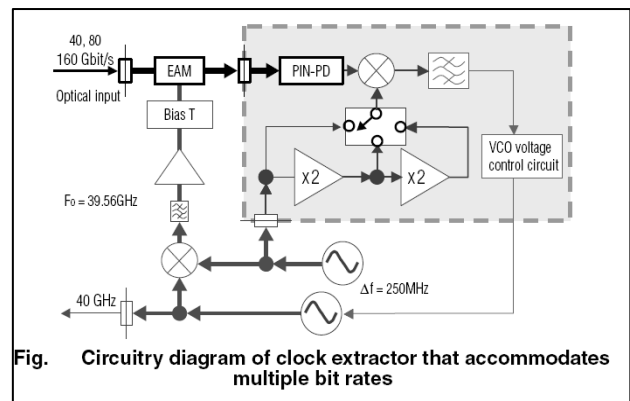 40, 80
160 Gbit/s
Optical input
EAM
PIN-PD
Bias T
x2
x2
VCO voltage
control circuit
F₀ = 39.56GHz
Δf = 250MHz
40 GHz
Fig. Circuitry diagram of clock extractor that accommodates
multiple bit rates